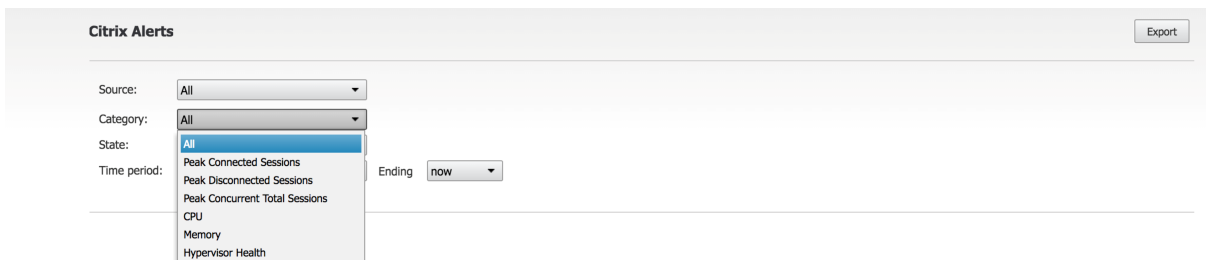 Citrix Alerts
Export
Source: All
Category: All
State: All
Time period: Ending now
Peak Connected Sessions
Peak Disconnected Sessions
Peak Concurrent Total Sessions
CPU
Memory
Hypervisor Health